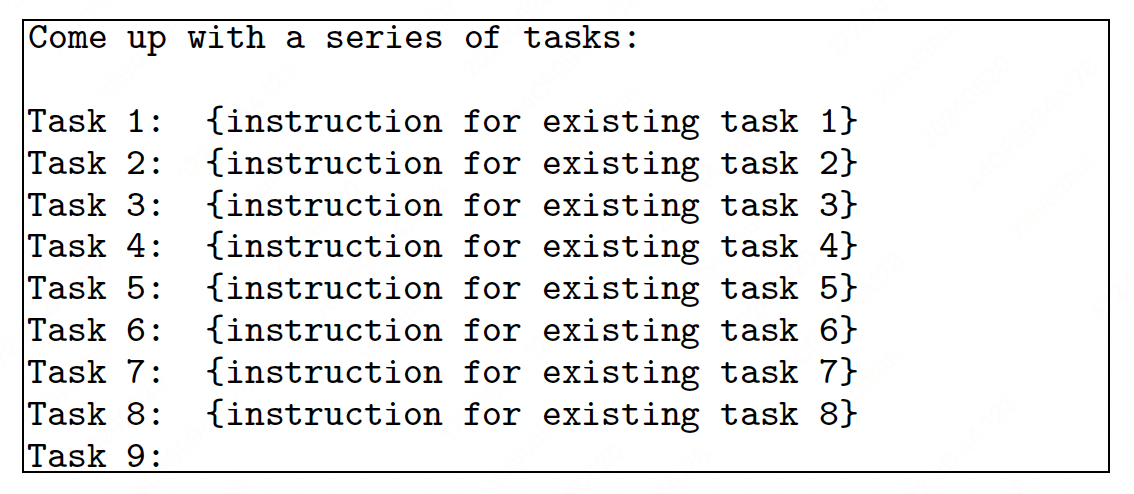 Come up with a series of tasks:
Task 1: {instruction for existing task 1}
Task 2: {instruction for existing task 2}
Task 3: {instruction for existing task 3}
Task 4: {instruction for existing task 4}
Task 5: {instruction for existing task 5}
Task 6: {instruction for existing task 6}
Task 7: {instruction for existing task 7}
Task 8: {instruction for existing task 8}
Task 9: